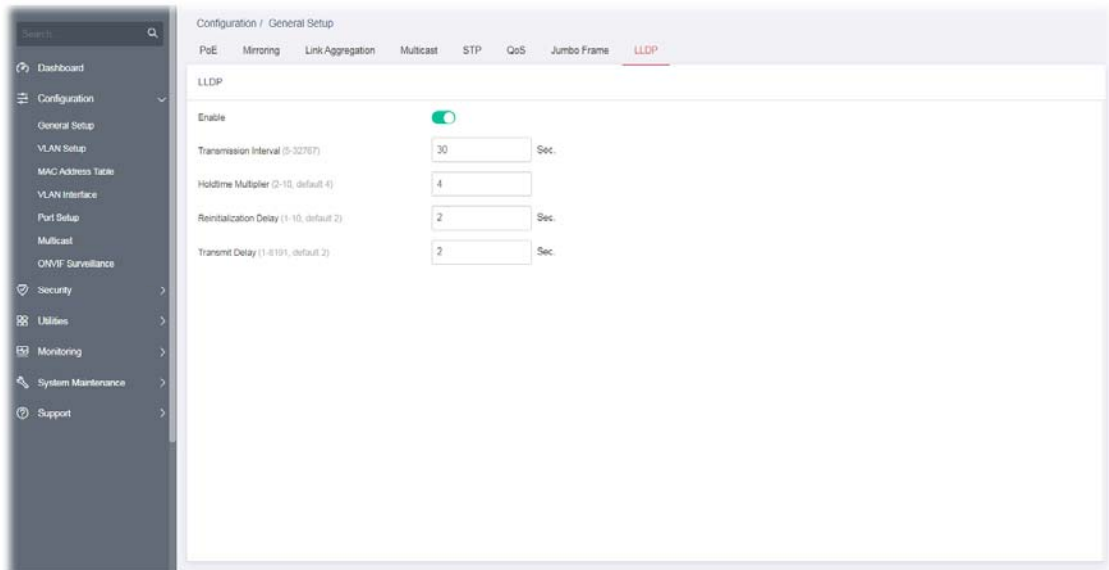 Search
Dashboard
Configuration
General Setup
VLAN Setup
MAC Address Table
VLAN Interface
Port Setup
Multicast
ONVIF Surveillance
Security
Utilities
Monitoring
System Maintenance
Support
Configuration / General Setup
PoE Mirroring Link Aggregation Multicast STP QoS Jumbo Frame LLDP
LLDP
Enable
Transmission Interval (5-32767) 30 Sec.
Holdtime Multiplier (2-10, default 4) 4
Reinitialization Delay (1-10, default 2) 2 Sec.
Transmit Delay (1-8191, default 2) 2 Sec.